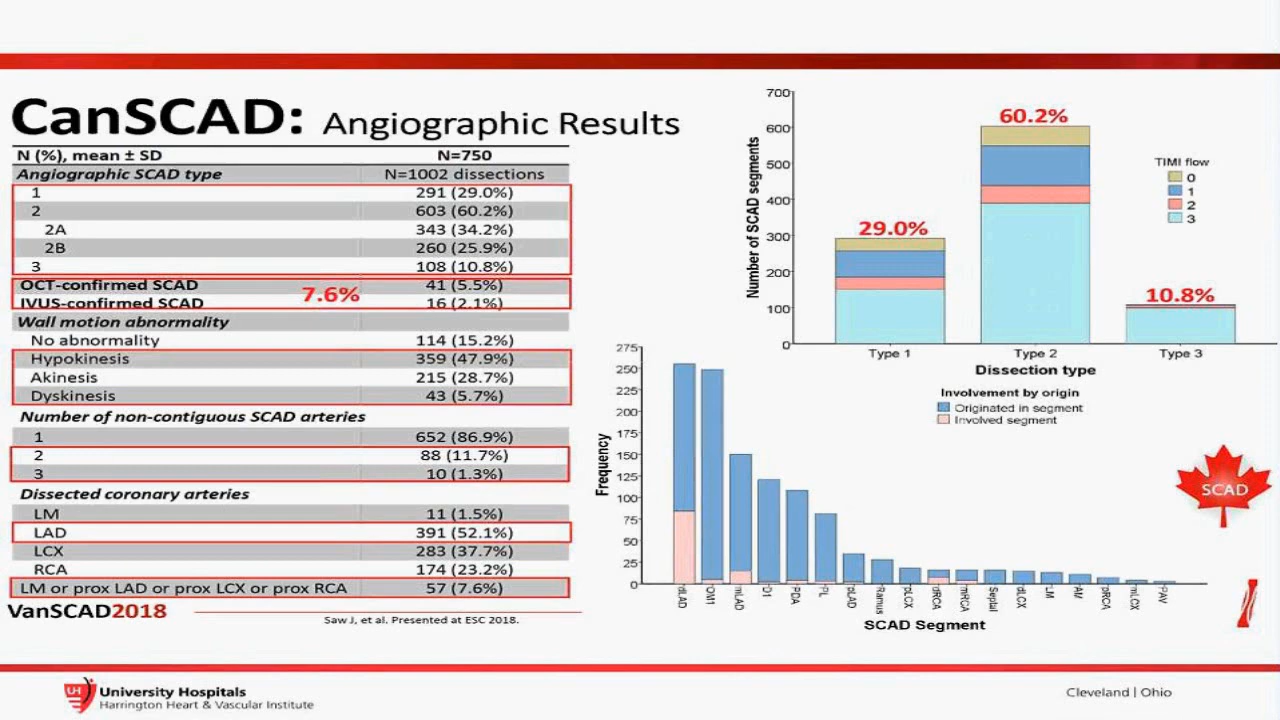 CanSCAD: Angiographic Results
N (%), mean ± SD N=750
Angiographic SCAD type N=1002 dissections
1 291 (29.0%)
2 603 (60.2%)
2A 343 (34.2%)
2B 260 (25.9%)
3 108 (10.8%)
OCT-confirmed SCAD 41 (5.5%)
7.6%
IVUS-confirmed SCAD 16 (2.1%)
Wall motion abnormality
No abnormality 114 (15.2%)
Hypokinesis 359 (47.9%)
Akinesis 215 (28.7%)
Dyskinesis 43 (5.7%)
Number of non-contiguous SCAD arteries
1 652 (86.9%)
2 88 (11.7%)
3 10 (1.3%)
Dissected coronary arteries
LM 11 (1.5%)
LAD 391 (52.1%)
LCX 283 (37.7%)
RCA 174 (23.2%)
LM or prox LAD or prox LCX or prox RCA 57 (7.6%)
VanSCAD2018
Saw J, et al. Presented at ESC 2018.
Number of SCAD segments
700
600
500
400
300
200
100
0
29.0%
60.2%
10.8%
TIMI flow
0
1
2
3
Type 1 Type 2 Type 3
Dissection type
Involvement by origin
Originated in segment
Involved segment
Frequency
275
250
225
200
175
150
125
100
75
50
25
0
dLAD OM1 mLAD D1 PDA PL pLAD Ramus pLCX dRCA mRCA Septal dLCX LM AM pRCA mLCX PAV
SCAD Segment
SCAD
UH
University Hospitals
Harrington Heart & Vascular Institute
Cleveland | Ohio